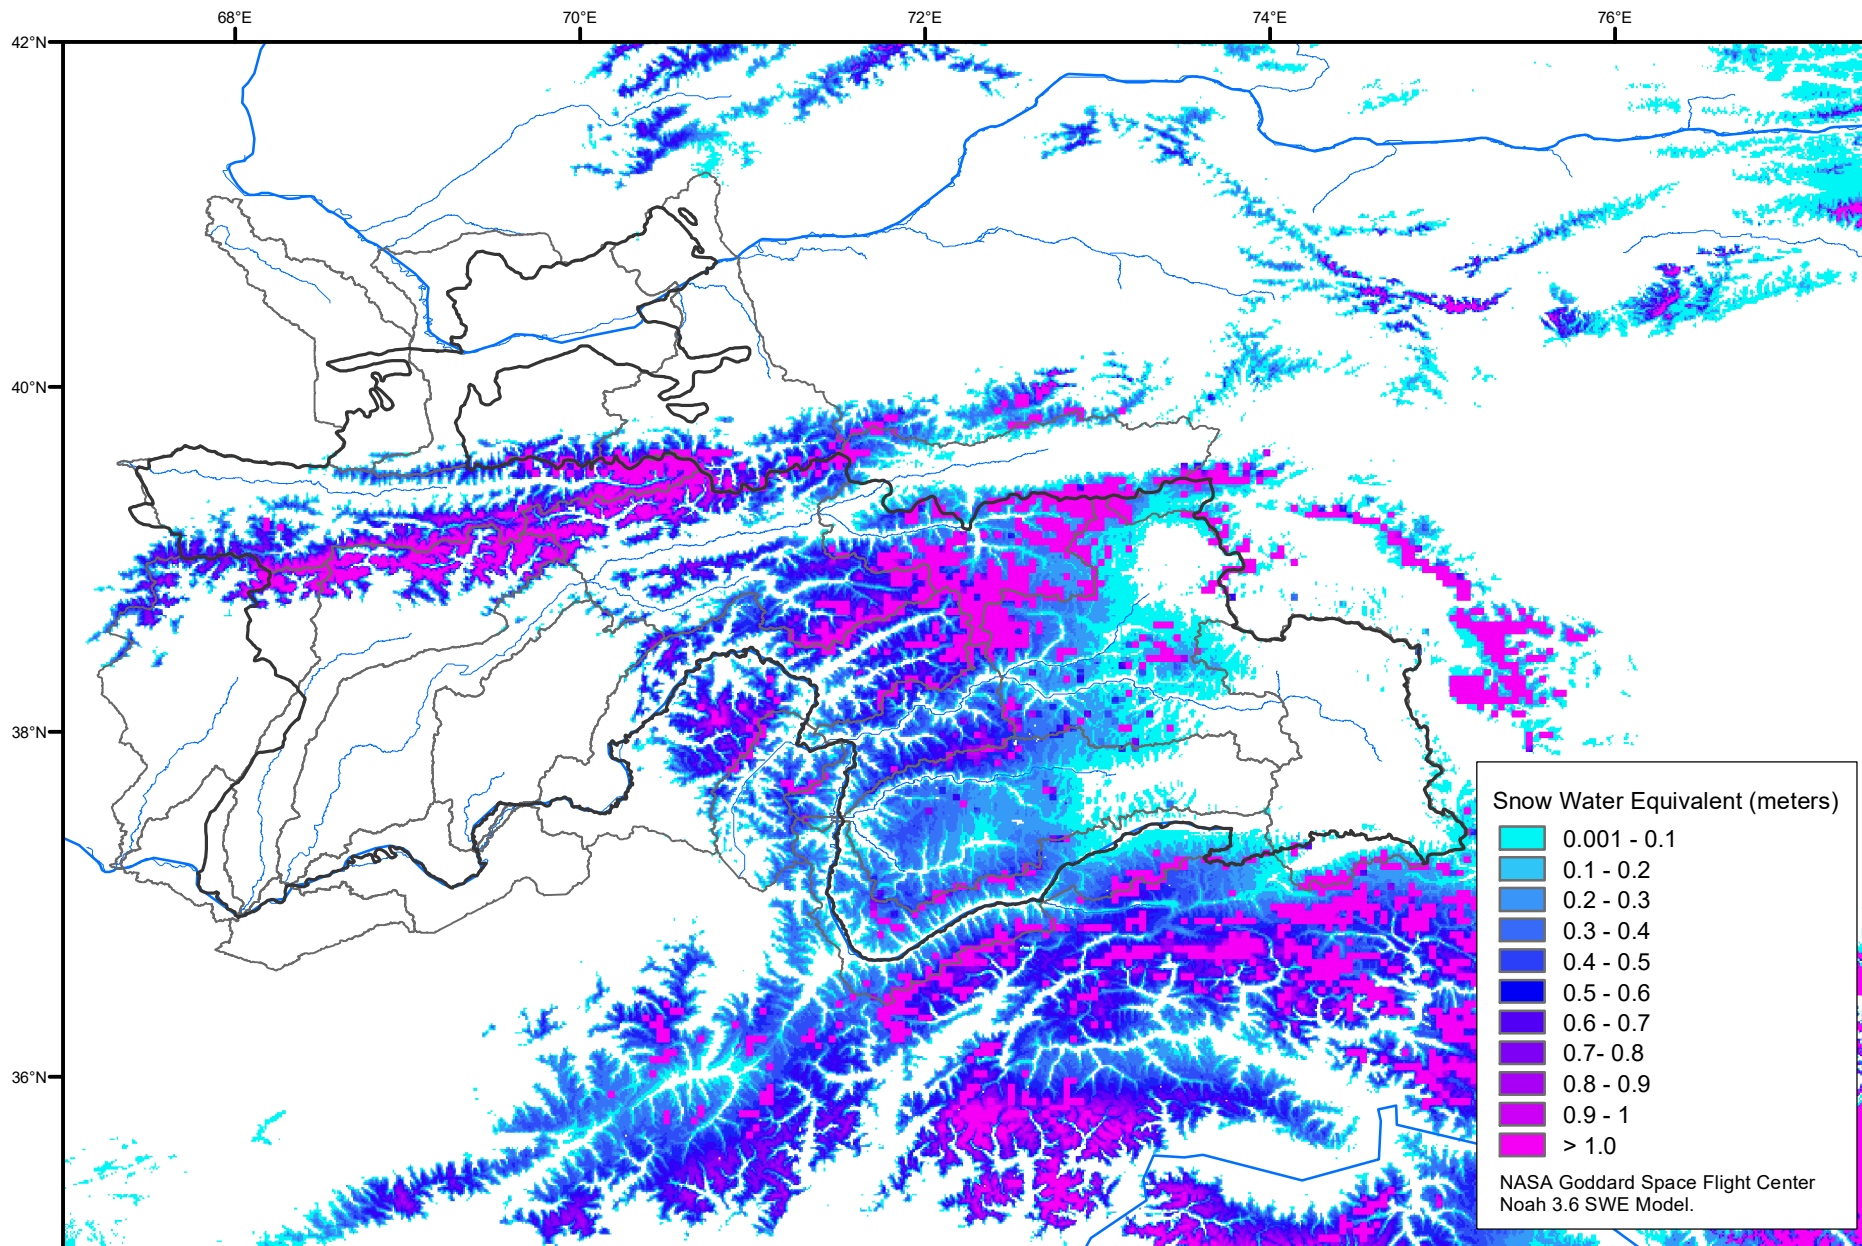 68°E 70°E 72°E 74°E 76°E
42°N
40°N
38°N
36°N
Snow Water Equivalent (meters)
0.001 - 0.1
0.1 - 0.2
0.2 - 0.3
0.3 - 0.4
0.4 - 0.5
0.5 - 0.6
0.6 - 0.7
0.7- 0.8
0.8 - 0.9
0.9 - 1
> 1.0
NASA Goddard Space Flight Center
Noah 3.6 SWE Model.